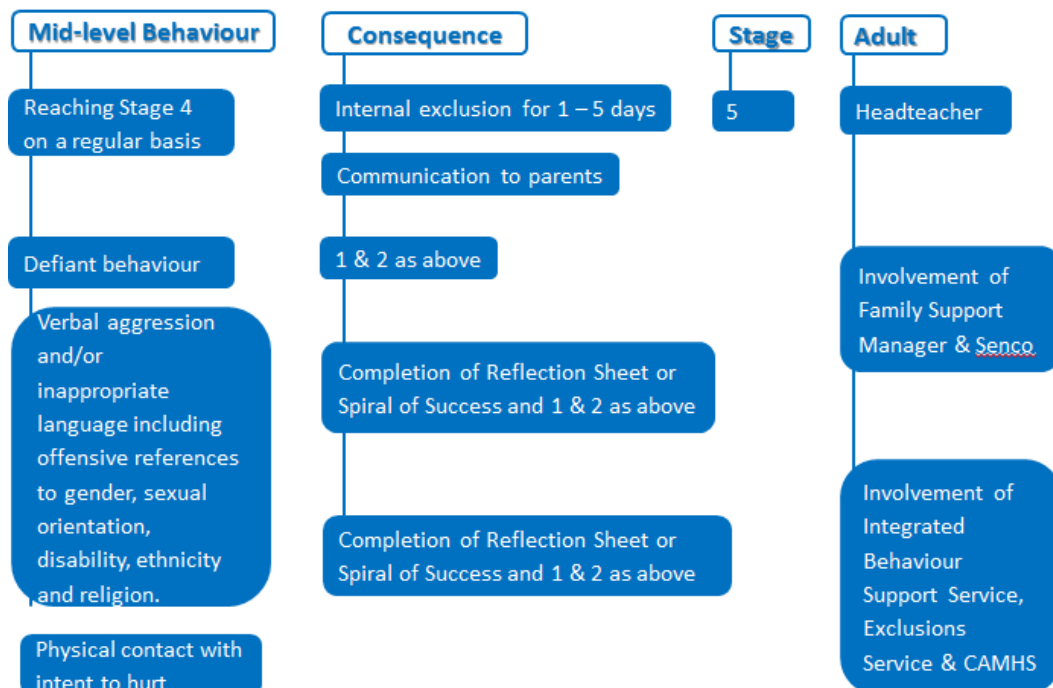 Mid-level Behaviour
Reaching Stage 4
on a regular basis
Defiant behaviour
Verbal aggression
and/or
inappropriate
language including
offensive references
to gender, sexual
orientation,
disability, ethnicity
and religion.
Physical contact with
intent to hurt
Consequence
Internal exclusion for 1 – 5 days
Communication to parents
1 & 2 as above
Completion of Reflection Sheet or
Spiral of Success and 1 & 2 as above
Completion of Reflection Sheet or
Spiral of Success and 1 & 2 as above
Stage
5
Adult
Headteacher
Involvement of
Family Support
Manager & Senco
Involvement of
Integrated
Behaviour
Support Service,
Exclusions
Service & CAMHS